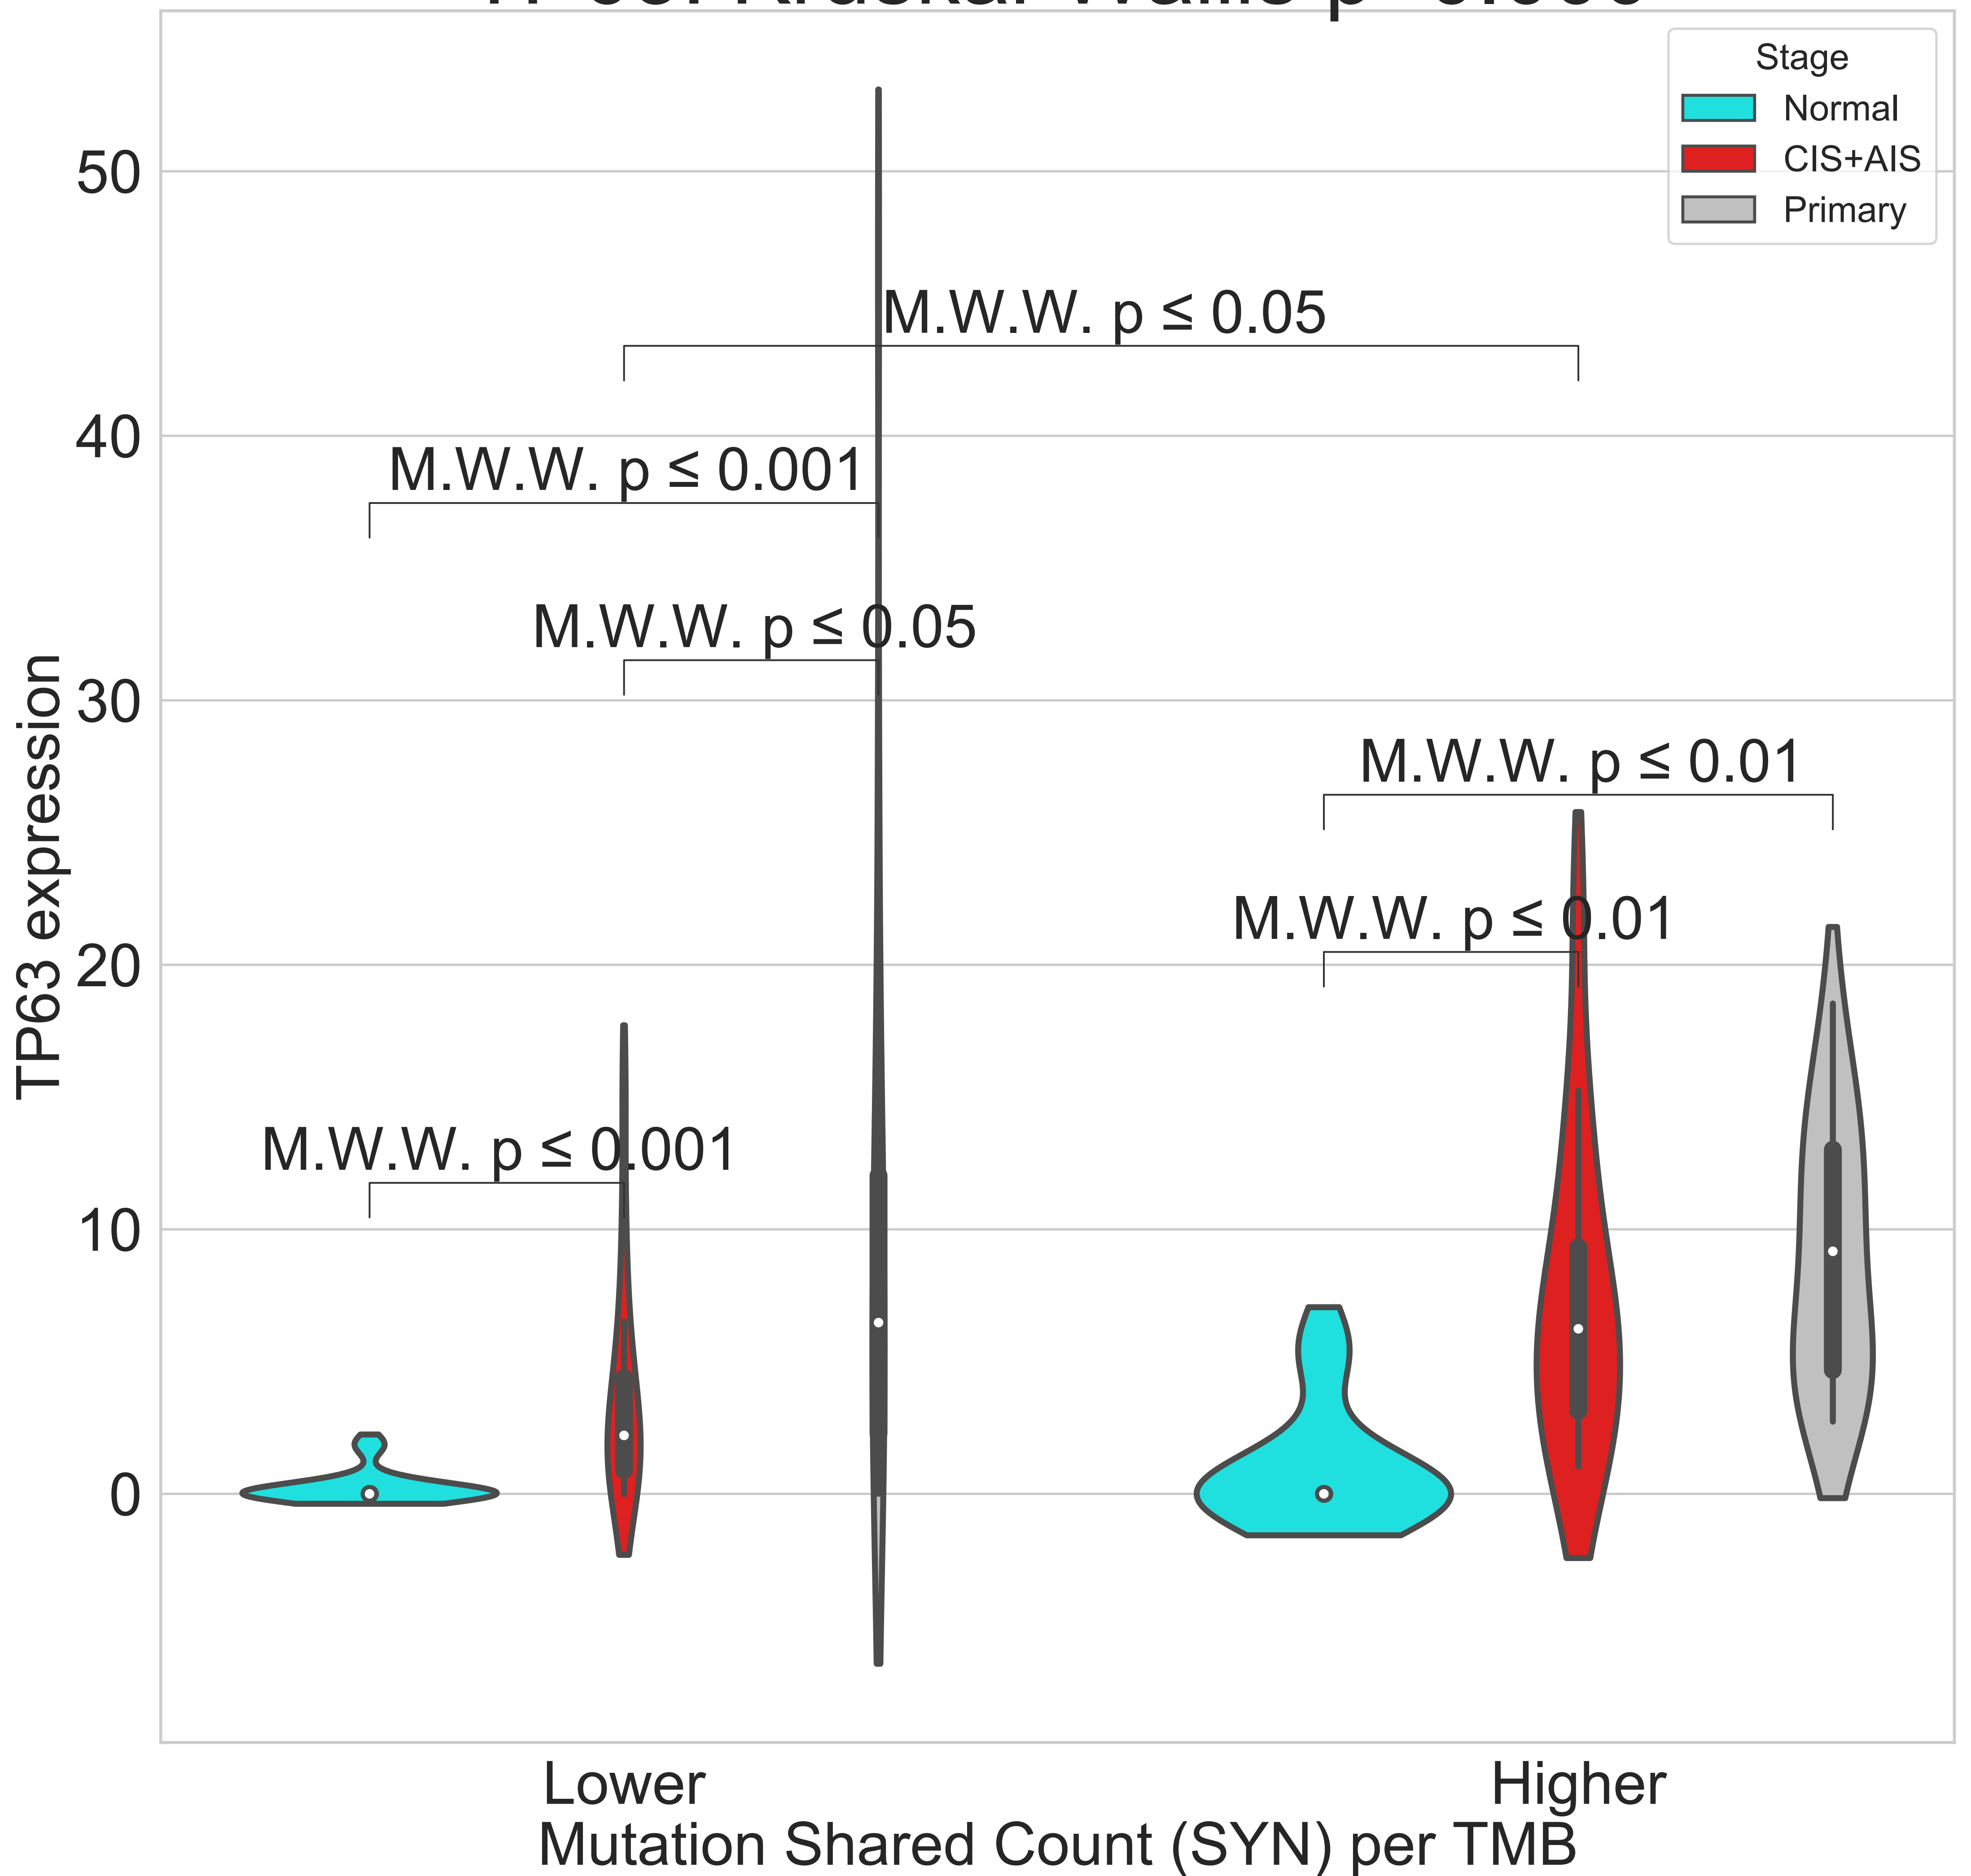 Stage
Normal
CIS+AIS
Primary
50
M.W.W. p ≤ 0.05
40
M.W.W. p ≤ 0.001
M.W.W. p ≤ 0.05
30
M.W.W. p ≤ 0.01
M.W.W. p ≤ 0.01
20
M.W.W. p ≤ 0.001
10
0
TP63 expression
Lower
Higher
Mutation Shared Count (SYN) per TMB